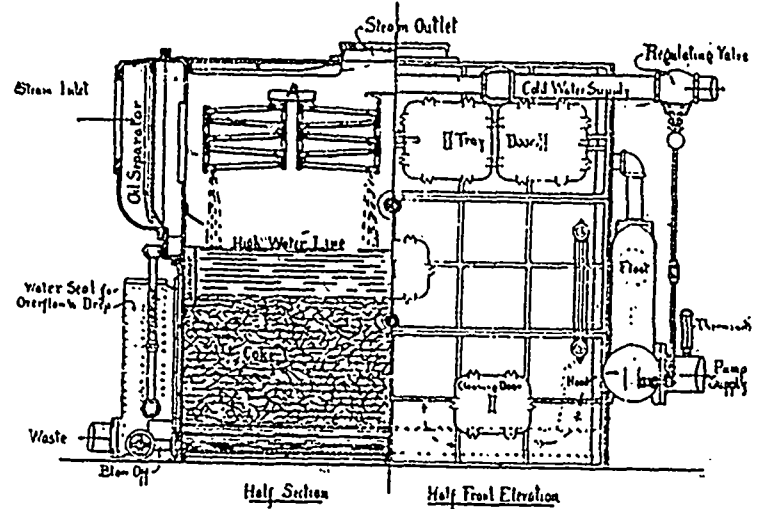 Steam Outlet
Regulating Valve
Steam Inlet
Cold Water Supply
Oil Separator
Tray
Door
High Water Line
Float
Water Seal for
Overflow & Drip
Coke
Pump
Supply
Cleaning Door
Hook
Waste
Blow Off
Half Section
Half Front Elevation